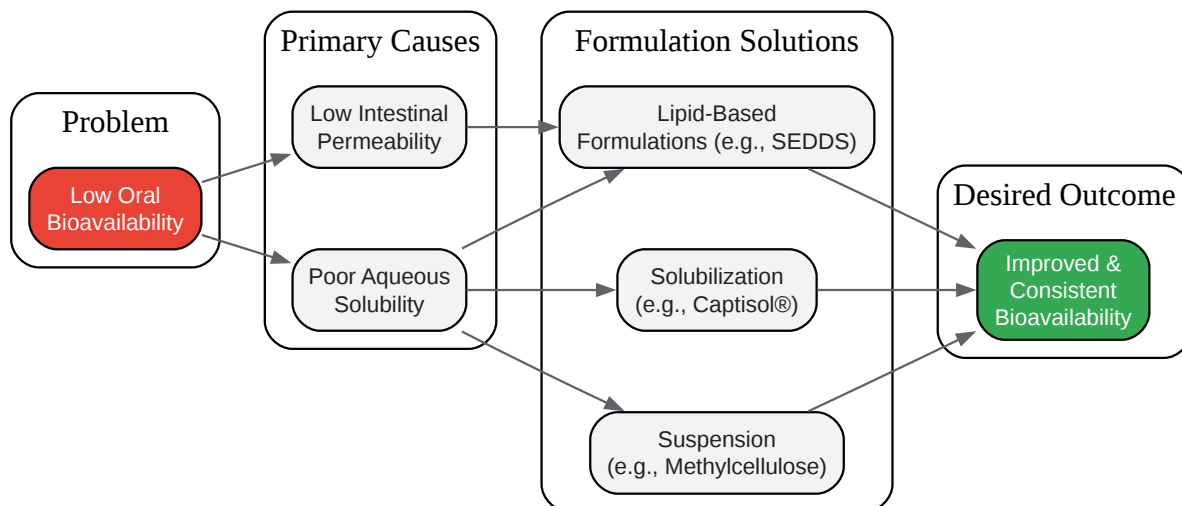 Problem
Low Oral
Bioavailability
Primary Causes
Low Intestinal
Permeability
Poor Aqueous
Solubility
Formulation Solutions
Lipid-Based
Formulations (e.g., SEDDS)
Solubilization
(e.g., Captisol®)
Suspension
(e.g., Methylcellulose)
Desired Outcome
Improved &
Consistent
Bioavailability